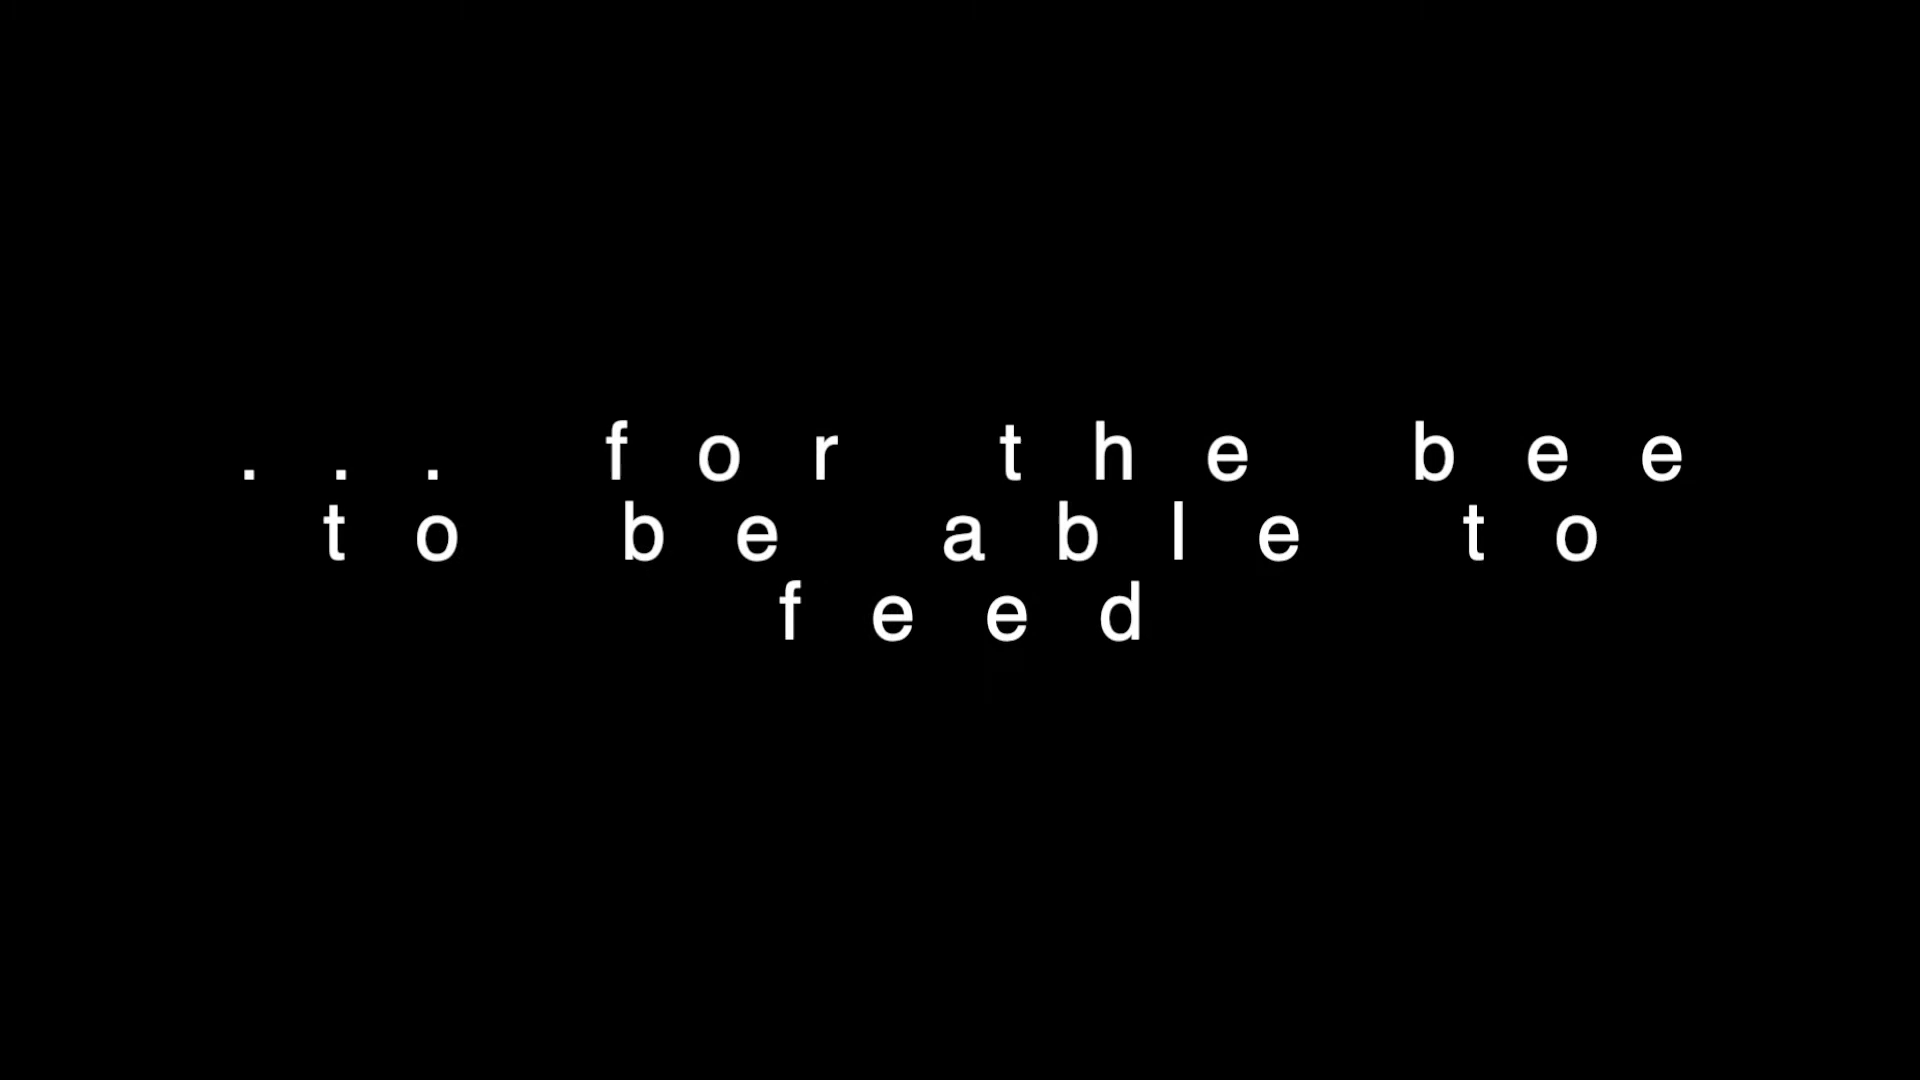 ... for the bee
to be able to
feed